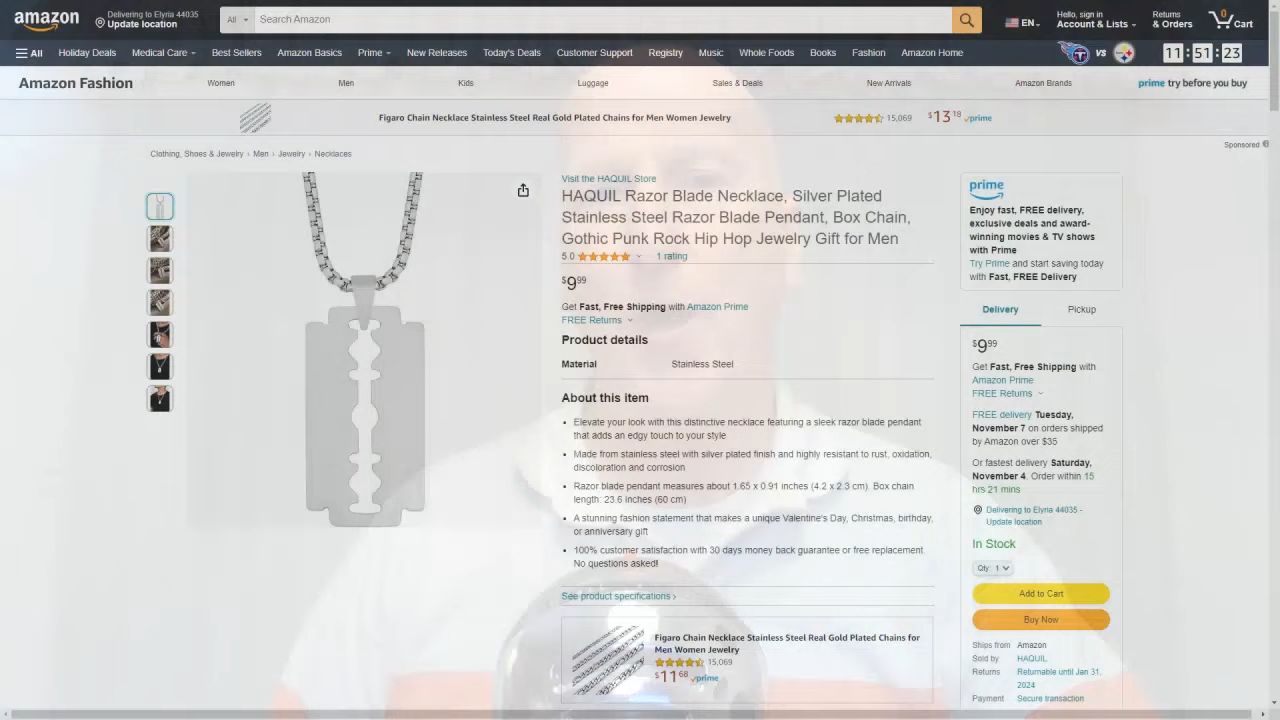 amazon
Delivering to Elyria 44035
Update location
All
Search Amazon
EN
Hello, sign in
Account & Lists
Returns
& Orders
0
Cart
All
Holiday Deals
Medical Care
Best Sellers
Amazon Basics
Prime
New Releases
Today's Deals
Customer Support
Registry
Music
Whole Foods
Books
Fashion
Amazon Home
VS
11:51:23
Amazon Fashion
Women
Men
Kids
Luggage
Sales & Deals
New Arrivals
Amazon Brands
prime try before you buy
Figaro Chain Necklace Stainless Steel Real Gold Plated Chains for Men Women Jewelry
15,069
$13 18 prime
Sponsored
Clothing, Shoes & Jewelry › Men › Jewelry › Necklaces
Visit the HAQUIL Store
HAQUIL Razor Blade Necklace, Silver Plated
Stainless Steel Razor Blade Pendant, Box Chain,
Gothic Punk Rock Hip Hop Jewelry Gift for Men
5.0
1 rating
$9 99
Get Fast, Free Shipping with Amazon Prime
FREE Returns
Product details
Material Stainless Steel
About this item
• Elevate your look with this distinctive necklace featuring a sleek razor blade pendant
that adds an edgy touch to your style
• Made from stainless steel with silver plated finish and highly resistant to rust, oxidation,
discoloration and corrosion
• Razor blade pendant measures about 1.65 x 0.91 inches (4.2 x 2.3 cm). Box chain
length: 23.6 inches (60 cm)
• A stunning fashion statement that makes a unique Valentine's Day, Christmas, birthday,
or anniversary gift
• 100% customer satisfaction with 30 days money back guarantee or free replacement.
No questions asked!
See product specifications ›
Figaro Chain Necklace Stainless Steel Real Gold Plated Chains for
Men Women Jewelry
15,069
$11 68 prime
prime
Enjoy fast, FREE delivery,
exclusive deals and award-
winning movies & TV shows
with Prime
Try Prime and start saving today
with Fast, FREE Delivery
Delivery
Pickup
$9 99
Get Fast, Free Shipping with
Amazon Prime
FREE Returns
FREE delivery Tuesday,
November 7 on orders shipped
by Amazon over $35
Or fastest delivery Saturday,
November 4. Order within 15
hrs 21 mins
Delivering to Elyria 44035 -
Update location
In Stock
Qty: 1
Add to Cart
Buy Now
Ships from Amazon
Sold by HAQUIL
Returns Returnable until Jan 31,
2024
Payment Secure transaction